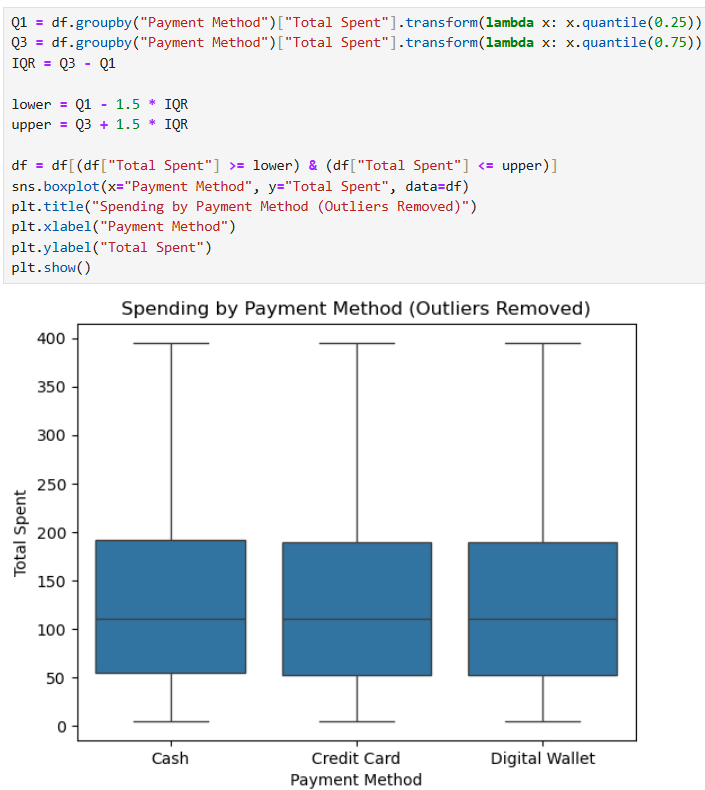 Q1 = df.groupby("Payment Method")["Total Spent"].transform(lambda x: x.quantile(0.25))
Q3 = df.groupby("Payment Method")["Total Spent"].transform(lambda x: x.quantile(0.75))
IQR = Q3 - Q1
lower = Q1 - 1.5 * IQR
upper = Q3 + 1.5 * IQR
df = df[(df["Total Spent"] >= lower) & (df["Total Spent"] <= upper)]
sns.boxplot(x="Payment Method", y="Total Spent", data=df)
plt.title("Spending by Payment Method (Outliers Removed)")
plt.xlabel("Payment Method")
plt.ylabel("Total Spent")
plt.show()
Spending by Payment Method (Outliers Removed)
400
350
300
250
200
150
100
50
0
Total Spent
Cash Credit Card Digital Wallet
Payment Method